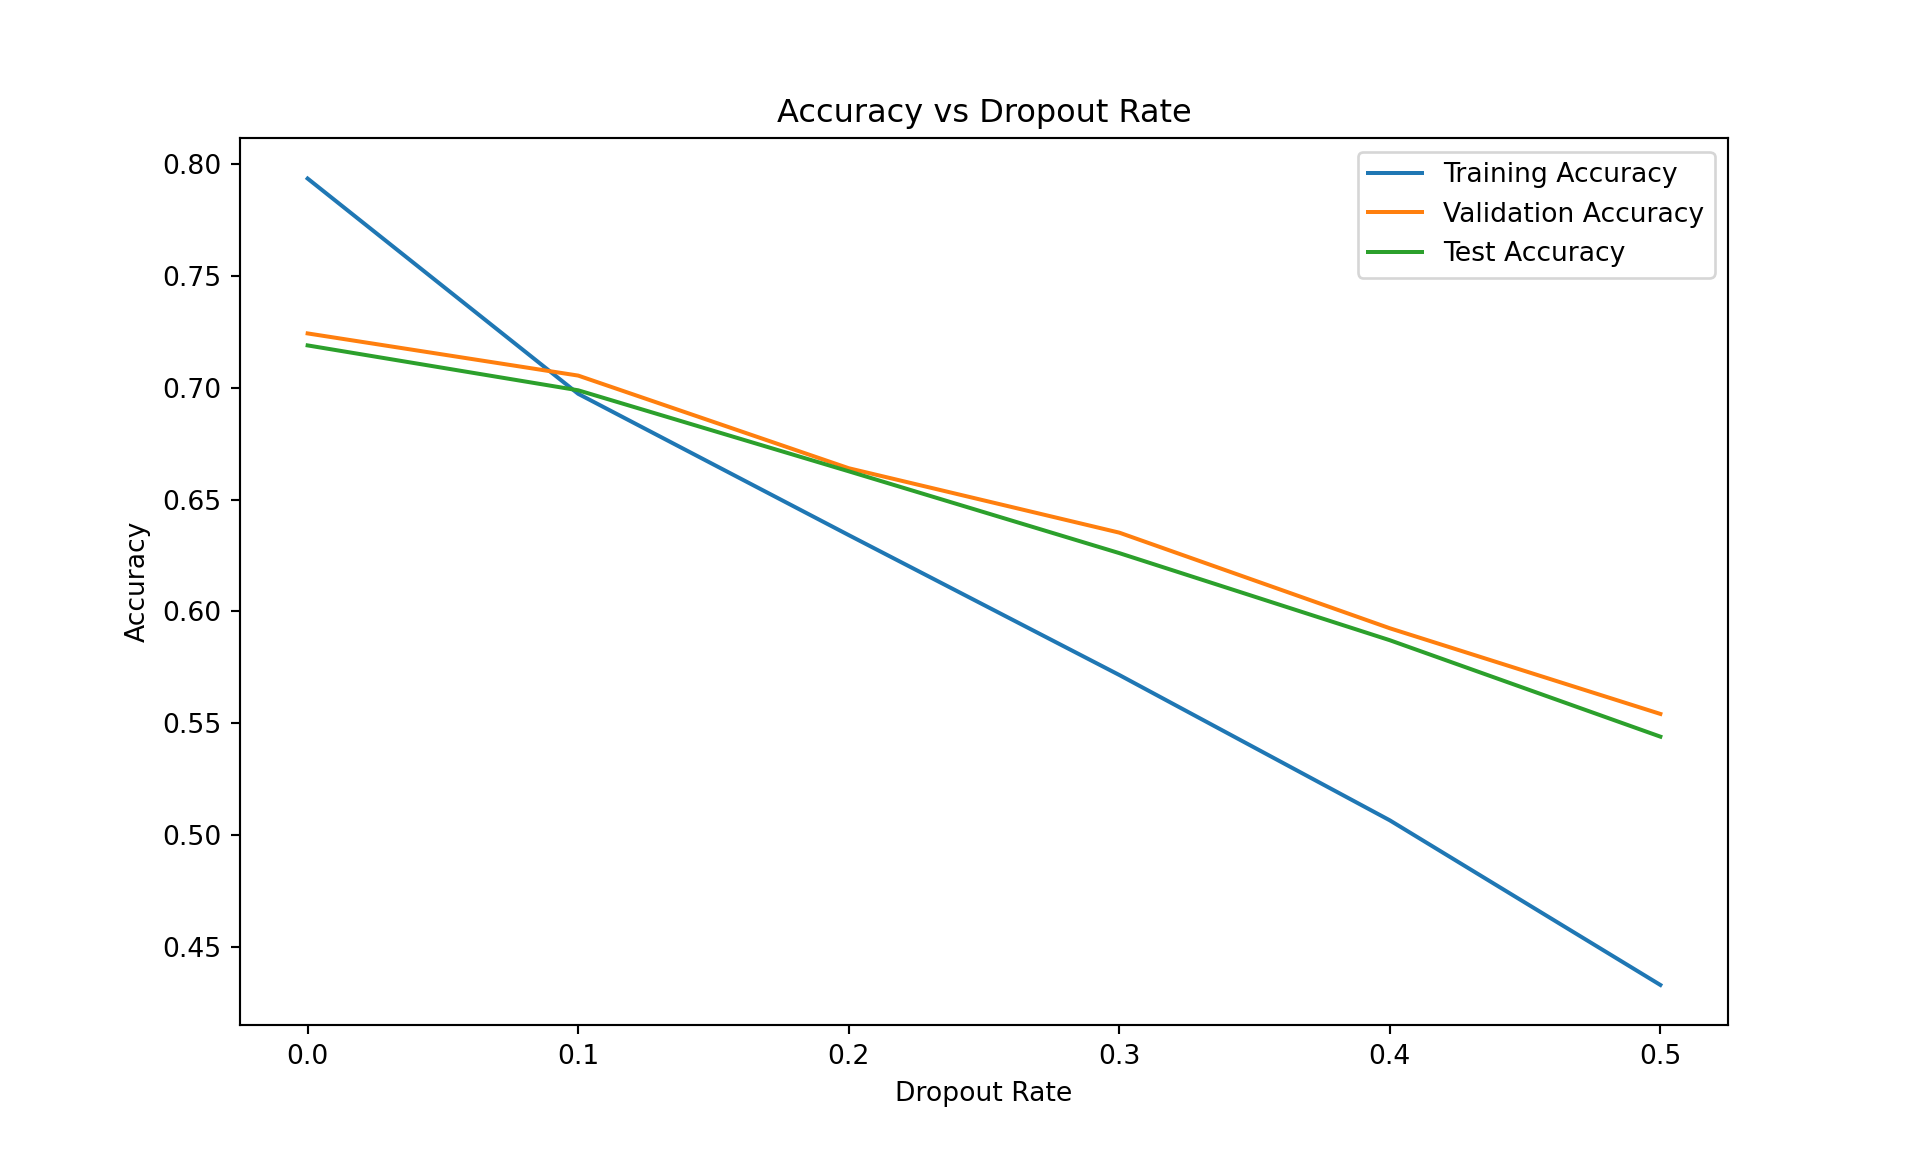 Accuracy vs Dropout Rate
Training Accuracy
Validation Accuracy
Test Accuracy
0.80
0.75
0.70
0.65
0.60
0.55
0.50
0.45
Accuracy
0.0 0.1 0.2 0.3 0.4 0.5
Dropout Rate